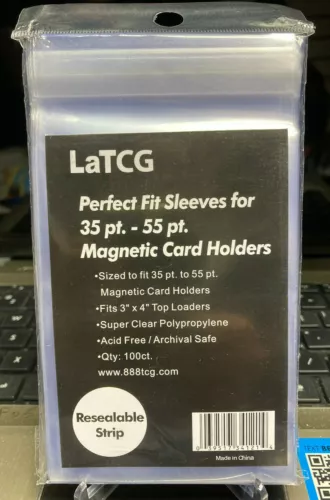 LaTCG
Perfect Fit Sleeves for
35 pt. - 55 pt.
Magnetic Card Holders
•Sized to fit 35 pt. to 55 pt.
Magnetic Card Holders
•Fits 3" x 4" Top Loaders
•Super Clear Polypropylene
•Acid Free / Archival Safe
•Qty: 100ct.
www.888tcg.com
Resealable
Strip
Made in China